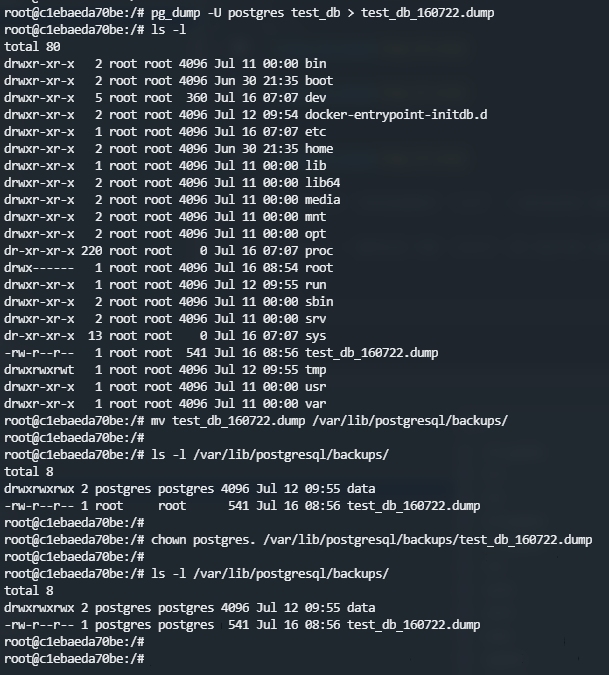 root@c1ebaeda70be:/# pg_dump -U postgres test_db > test_db_160722.dump
root@c1ebaeda70be:/# ls -l
total 80
drwxr-xr-x   2 root root 4096 Jul 11 00:00 bin
drwxr-xr-x   2 root root 4096 Jun 30 21:35 boot
drwxr-xr-x   5 root root  360 Jul 16 07:07 dev
drwxr-xr-x   2 root root 4096 Jul 12 09:54 docker-entrypoint-initdb.d
drwxr-xr-x   1 root root 4096 Jul 16 07:07 etc
drwxr-xr-x   2 root root 4096 Jun 30 21:35 home
drwxr-xr-x   1 root root 4096 Jul 11 00:00 lib
drwxr-xr-x   2 root root 4096 Jul 11 00:00 lib64
drwxr-xr-x   2 root root 4096 Jul 11 00:00 media
drwxr-xr-x   2 root root 4096 Jul 11 00:00 mnt
drwxr-xr-x   2 root root 4096 Jul 11 00:00 opt
dr-xr-xr-x 220 root root    0 Jul 16 07:07 proc
drwx------   1 root root 4096 Jul 16 08:54 root
drwxr-xr-x   1 root root 4096 Jul 12 09:55 run
drwxr-xr-x   2 root root 4096 Jul 11 00:00 sbin
drwxr-xr-x   2 root root 4096 Jul 11 00:00 srv
dr-xr-xr-x  13 root root    0 Jul 16 07:07 sys
-rw-r--r--   1 root root  541 Jul 16 08:56 test_db_160722.dump
drwxrwxrwt   1 root root 4096 Jul 12 09:55 tmp
drwxr-xr-x   1 root root 4096 Jul 11 00:00 usr
drwxr-xr-x   1 root root 4096 Jul 11 00:00 var
root@c1ebaeda70be:/# mv test_db_160722.dump /var/lib/postgresql/backups/
root@c1ebaeda70be:/#
root@c1ebaeda70be:/# ls -l /var/lib/postgresql/backups/
total 8
drwxrwxrwx 2 postgres postgres 4096 Jul 12 09:55 data
-rw-r--r-- 1 root     root      541 Jul 16 08:56 test_db_160722.dump
root@c1ebaeda70be:/#
root@c1ebaeda70be:/# chown postgres. /var/lib/postgresql/backups/test_db_160722.dump
root@c1ebaeda70be:/#
root@c1ebaeda70be:/# ls -l /var/lib/postgresql/backups/
total 8
drwxrwxrwx 2 postgres postgres 4096 Jul 12 09:55 data
-rw-r--r-- 1 postgres postgres  541 Jul 16 08:56 test_db_160722.dump
root@c1ebaeda70be:/#
root@c1ebaeda70be:/#